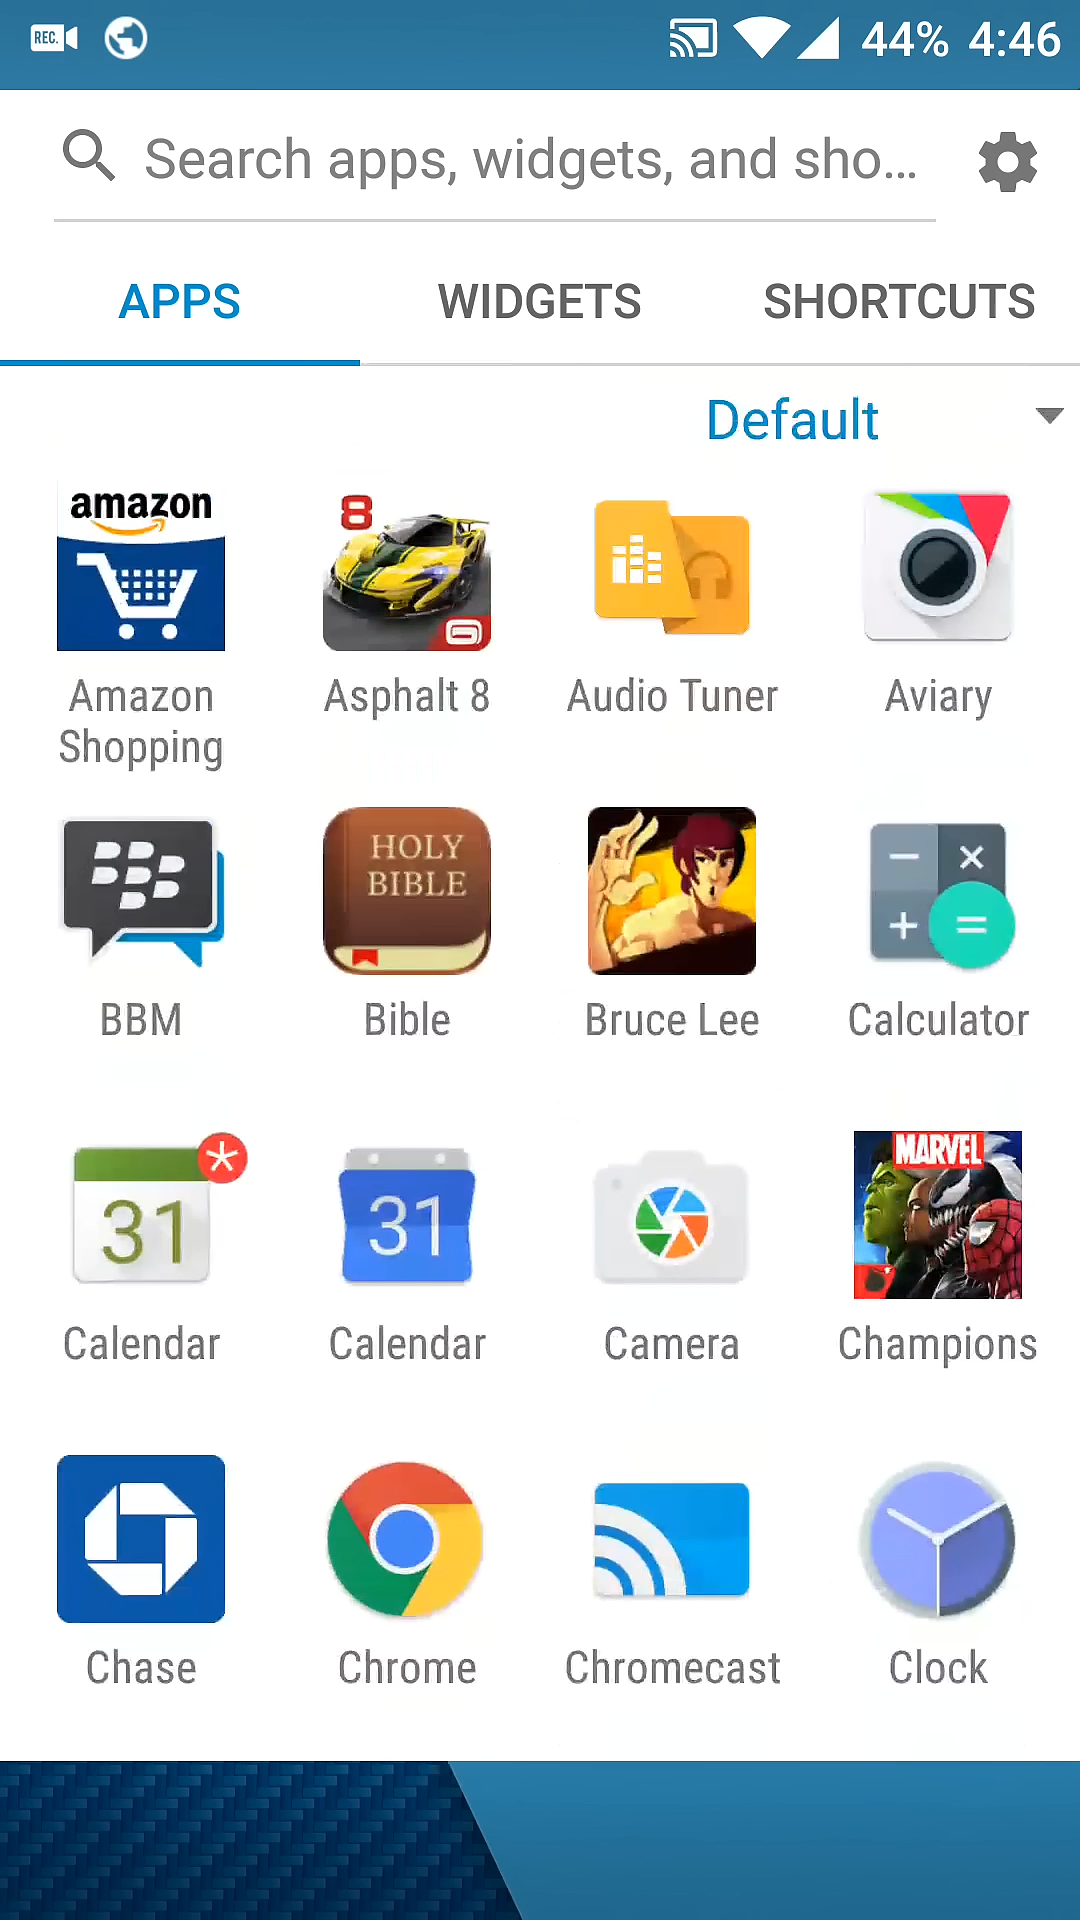 REC.
44% 4:46
Search apps, widgets, and sho...
APPS WIDGETS SHORTCUTS
Default
amazon
8
Amazon Shopping
Asphalt 8
Audio Tuner
Aviary
HOLY BIBLE
BBM
Bible
Bruce Lee
Calculator
31
31
MARVEL
Calendar
Calendar
Camera
Champions
Chase
Chrome
Chromecast
Clock